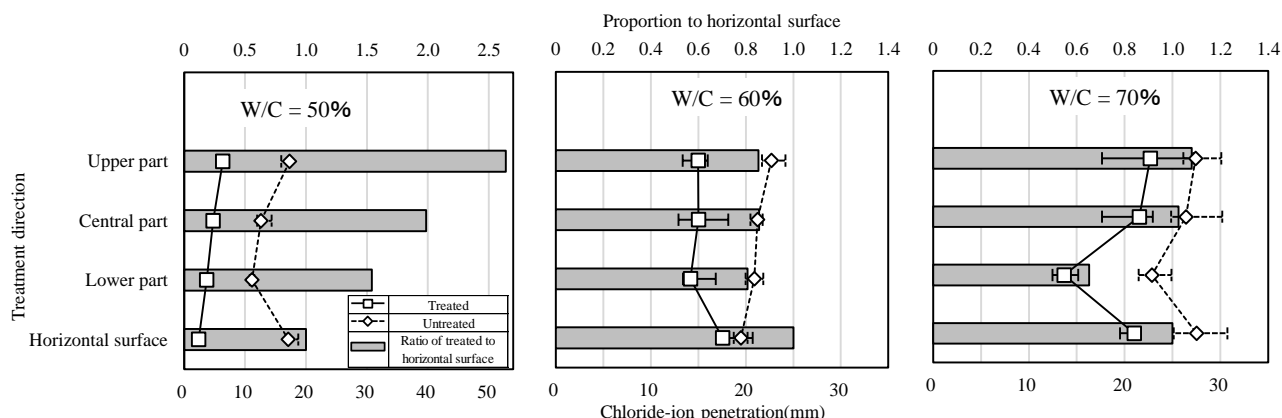 Proportion to horizontal surface
0 0.5 1.0 1.5 2.0 2.5
0 0.2 0.4 0.6 0.8 1.0 1.2 1.4
0 0.2 0.4 0.6 0.8 1.0 1.2 1.4
W/C = 50%
W/C = 60%
W/C = 70%
Treatment direction
Upper part
Central part
Lower part
Horizontal surface
Treated
Untreated
Ratio of treated to
horizontal surface
0 10 20 30 40 50
0 10 20 30
0 10 20 30
Chloride-ion penetration(mm)